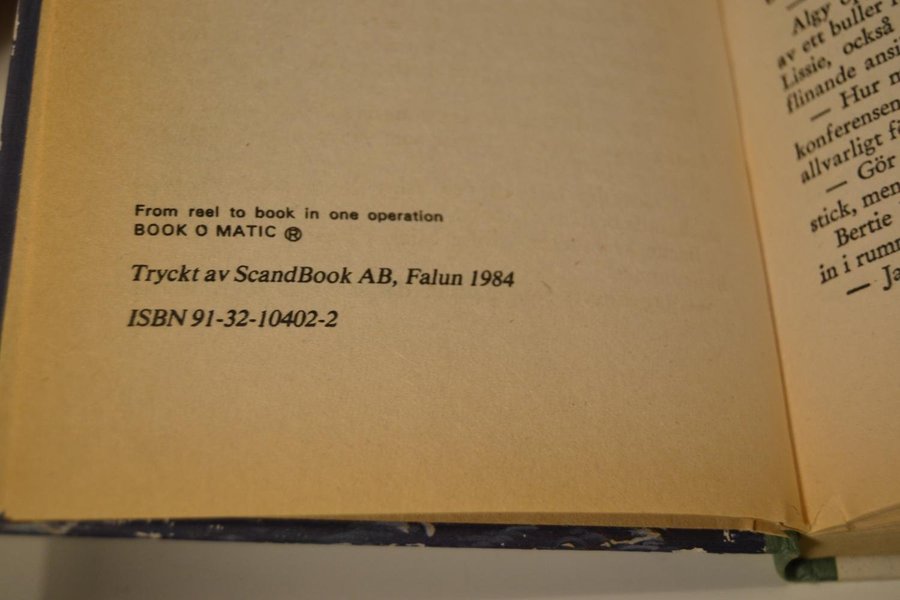 From reel to book in one operation
BOOK O MATIC ®
Tryckt av ScandBook AB, Falun 1984
ISBN 91-32-10402-2
Algy
av ett buller
Lissie, också
flinande
— Hur
konferensen
allvarligt
— Gör
stick, men
Bertie
in i
—